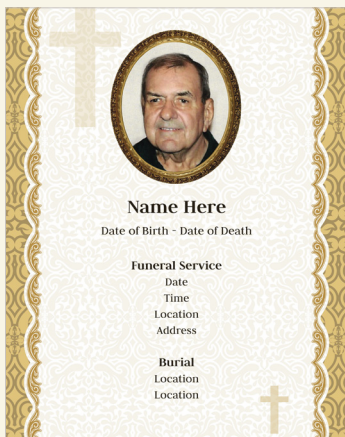 Name Here
Date of Birth - Date of Death
Funeral Service
Date
Time
Location
Address
Burial
Location
Location